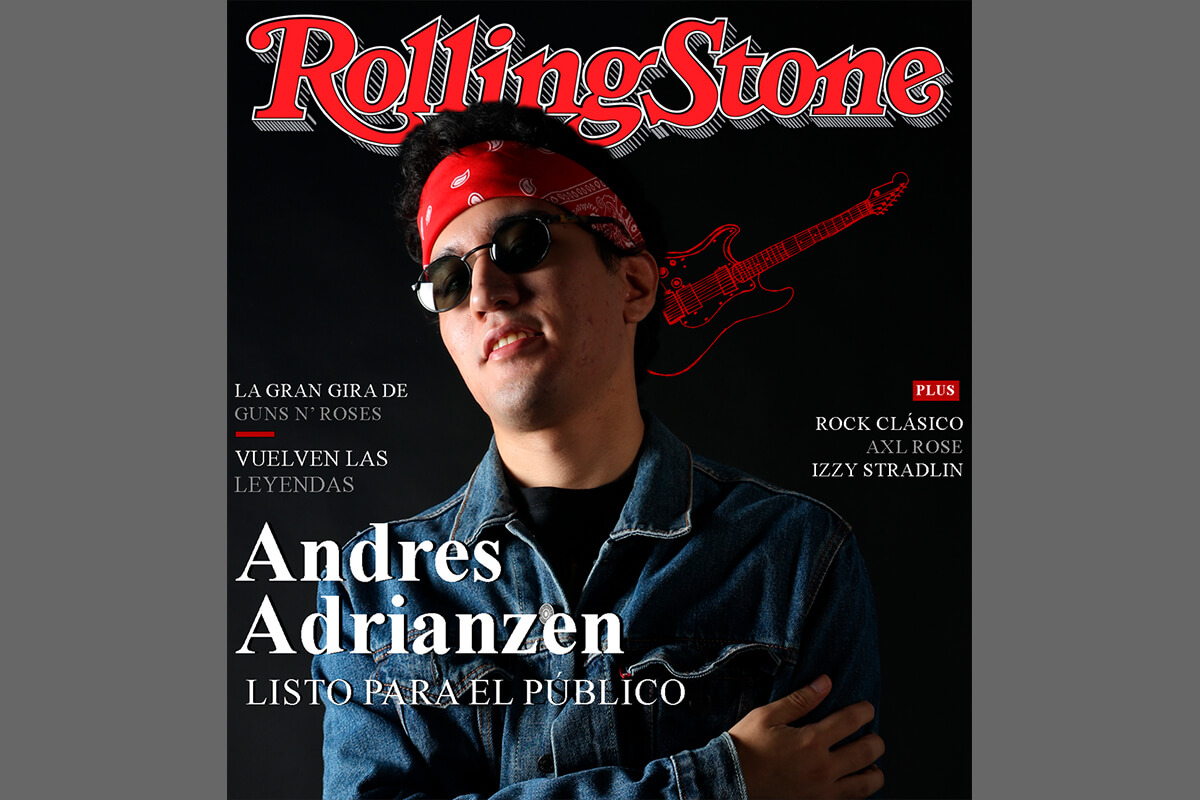 RollingStone
LA GRAN GIRA DE
GUNS N' ROSES
VUELVEN LAS
LEYENDAS
PLUS
ROCK CLÁSICO
AXL ROSE
IZZY STRADLIN
Andres
Adrianzen
LISTO PARA EL PÚBLICO